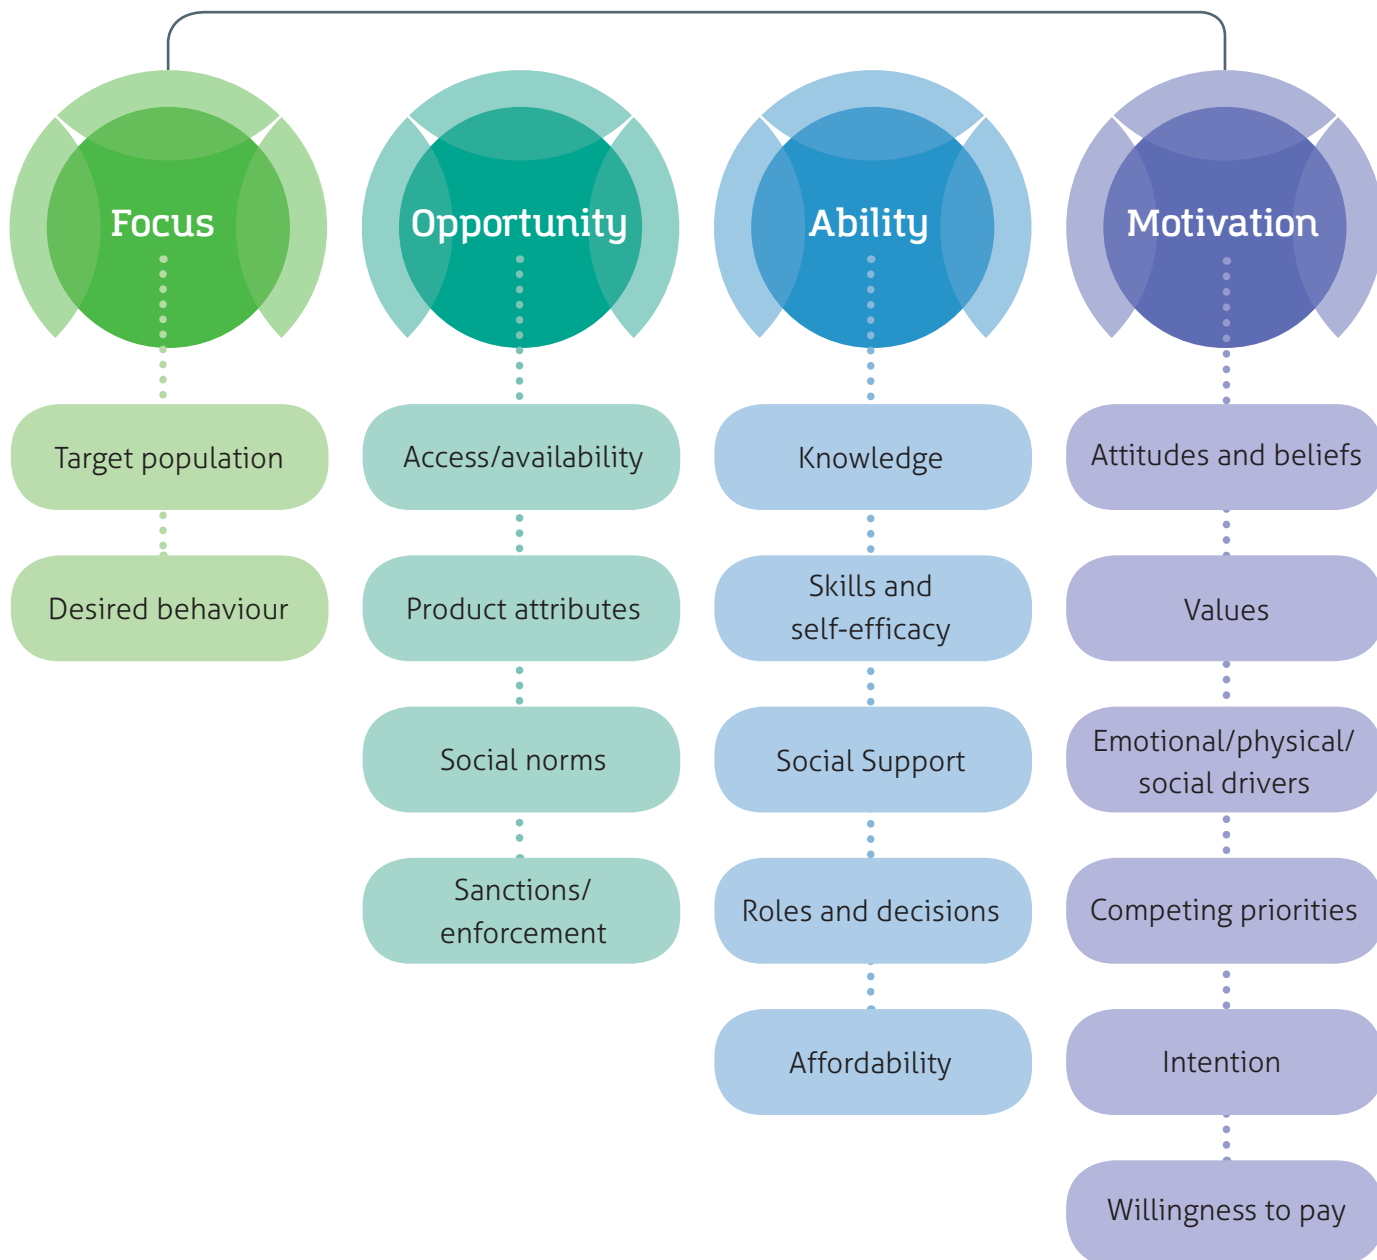 Focus
Target population
Desired behaviour
Opportunity
Access/availability
Product attributes
Social norms
Sanctions/
enforcement
Ability
Knowledge
Skills and
self-efficacy
Social Support
Roles and decisions
Affordability
Motivation
Attitudes and beliefs
Values
Emotional/physical/
social drivers
Competing priorities
Intention
Willingness to pay